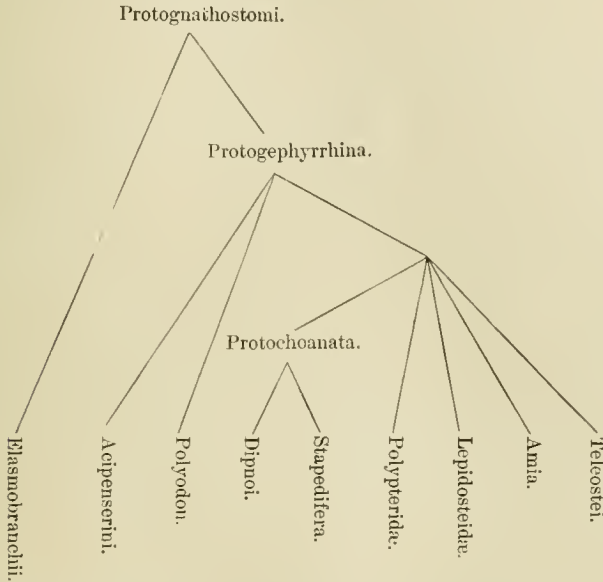 Protognathostomi.
Protogephyrrhina.
Protochoanata.
Elasmobranchii.
Acipenserini.
Polyodon.
Dipnoi.
Stapedifera.
Polypteridæ.
Lepidosteidæ.
Amia.
Teleostei.